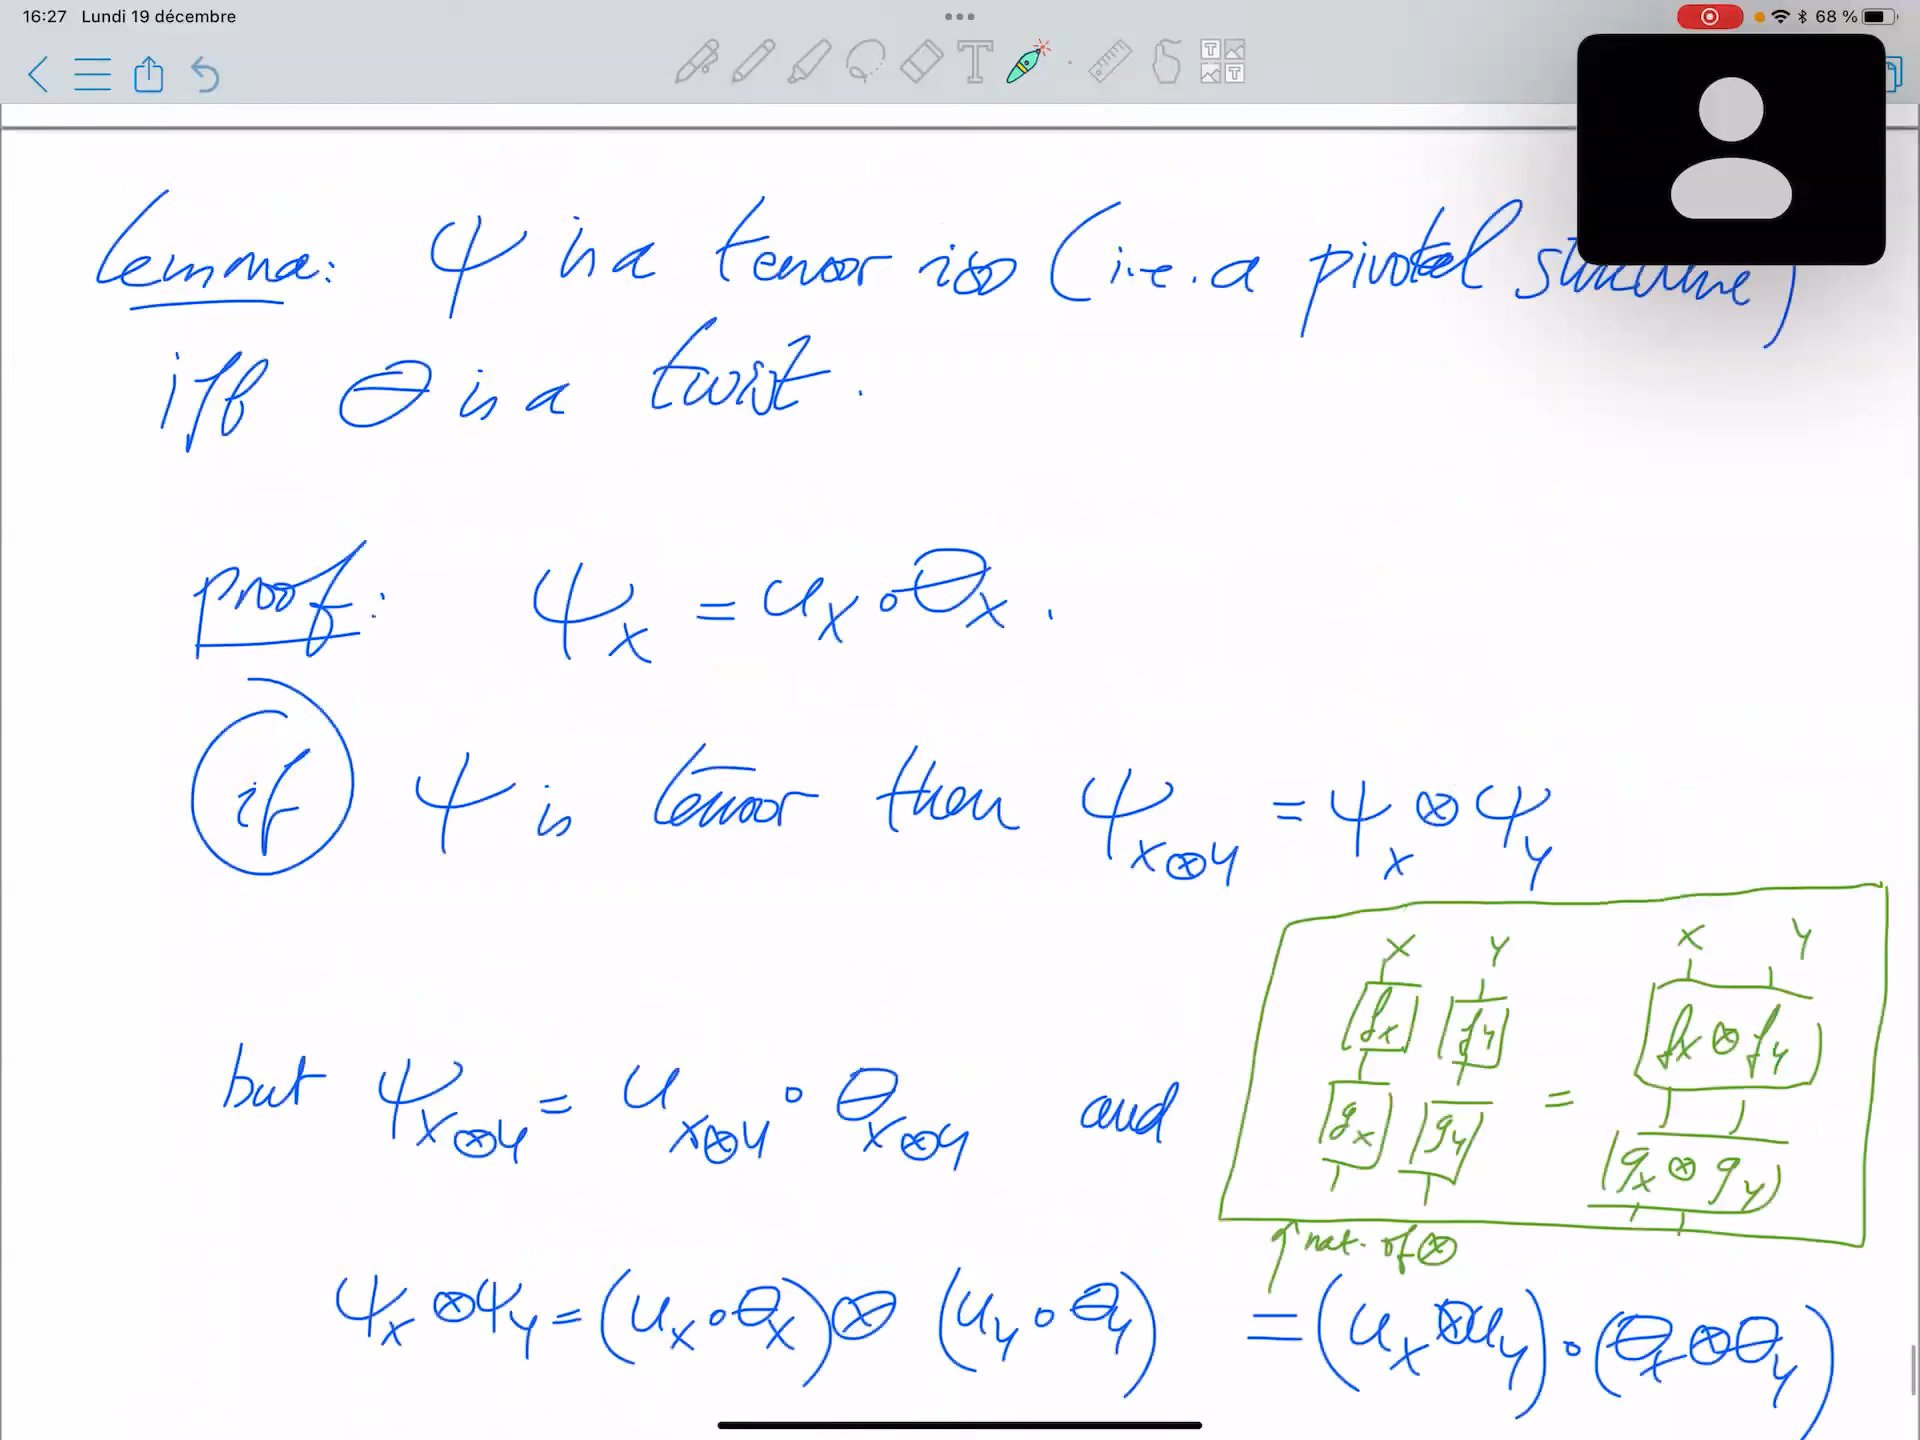 16:27 Lundi 19 décembre
68 %
Lemma: Ψ is a tensor iso (i.e. a pivotal structure)
iff θ is a twist.
proof: Ψ_X = u_X ∘ θ_X .
if Ψ is tensor then Ψ_{X⊗Y} = Ψ_X ⊗ Ψ_Y
X Y X Y
f_X f_Y = f_X ⊗ f_Y
g_X g_Y g_X ⊗ g_Y
but Ψ_{X⊗Y} = u_{X⊗Y} ∘ θ_{X⊗Y} and
nat. of ⊗
Ψ_X ⊗ Ψ_Y = (u_X ∘ θ_X) ⊗ (u_Y ∘ θ_Y) = (u_X ⊗ u_Y) ∘ (θ_X ⊗ θ_Y)